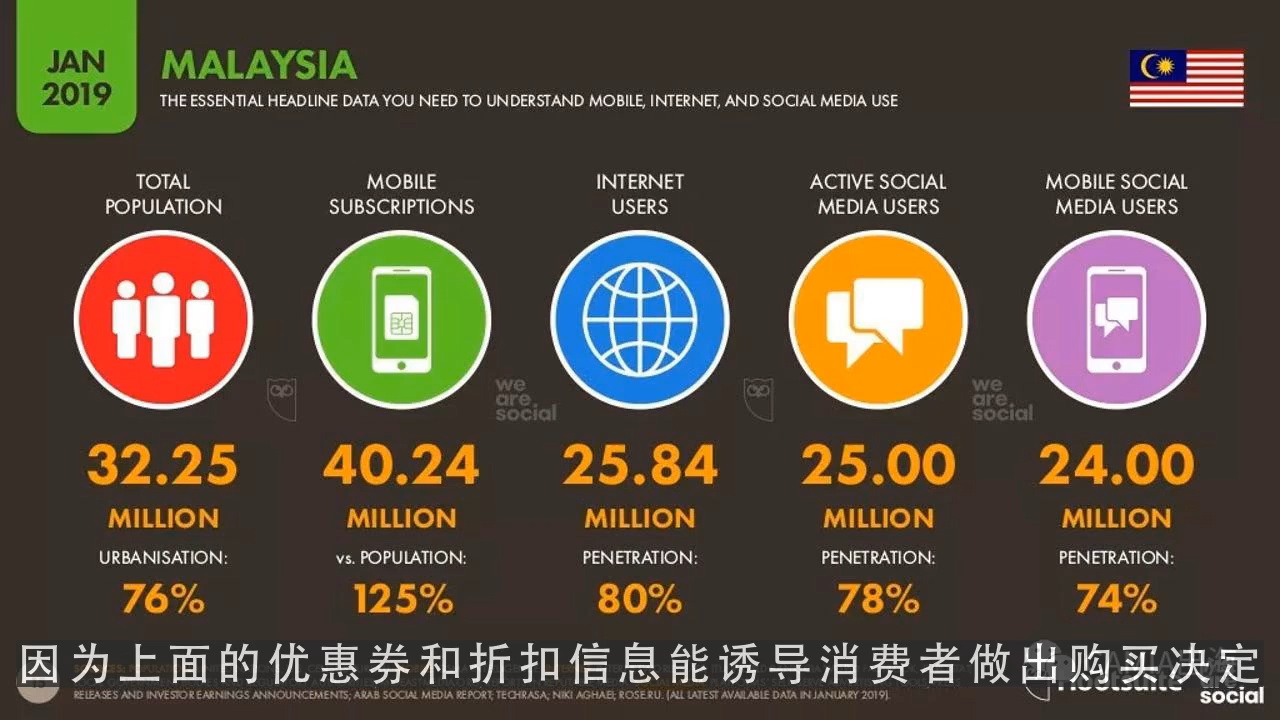 JAN
2019
MALAYSIA
THE ESSENTIAL HEADLINE DATA YOU NEED TO UNDERSTAND MOBILE, INTERNET, AND SOCIAL MEDIA USE
TOTAL
POPULATION
MOBILE
SUBSCRIPTIONS
INTERNET
USERS
ACTIVE SOCIAL
MEDIA USERS
MOBILE SOCIAL
MEDIA USERS
we
are
social
we
are
social
32.25
40.24
25.84
25.00
24.00
MILLION
MILLION
MILLION
MILLION
MILLION
URBANISATION:
vs. POPULATION:
PENETRATION:
PENETRATION:
PENETRATION:
76%
125%
80%
78%
74%
因为上面的优惠券和折扣信息能诱导消费者做出购买决定
RELEASES AND INVESTOR EARNINGS ANNOUNCEMENTS; ARAB SOCIAL MEDIA REPORT; TECHRASA; NIKI AGHAEI; ROSE.RU. (ALL LATEST AVAILABLE DATA IN JANUARY 2019).
Hootsuite
are
social